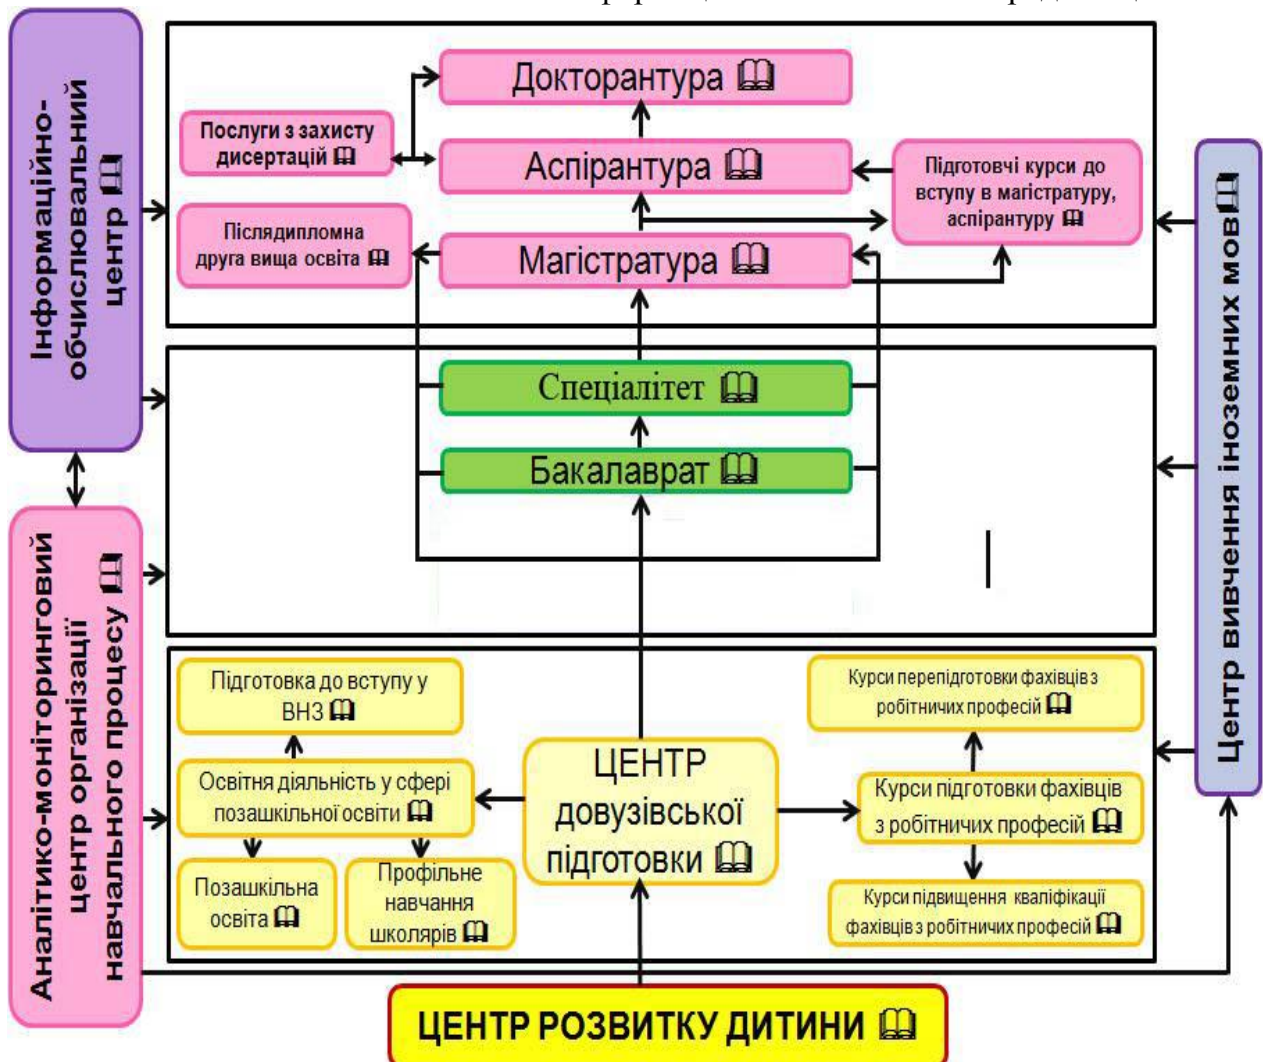 Інформаційно-
обчислювальний
центр
Аналітико-моніторинговий
центр організації
навчального процесу
Докторантура
Послуги з захисту
дисертацій
Аспірантура
Підготовчі курси до
вступу в магістратуру,
аспірантуру
Післядипломна
друга вища освіта
Магістратура
Спеціалітет
Бакалаврат
Центр вивчення іноземних мов
Підготовка до вступу у
ВНЗ
Освітня діяльність у сфері
позашкільної освіти
Позашкільна
освіта
Профільне
навчання
школярів
ЦЕНТР
довузівської
підготовки
Курси перепідготовки фахівців з
робітничих професій
Курси підготовки фахівців
з робітничих професій
Курси підвищення кваліфікації
фахівців з робітничих професій
ЦЕНТР РОЗВИТКУ ДИТИНИ